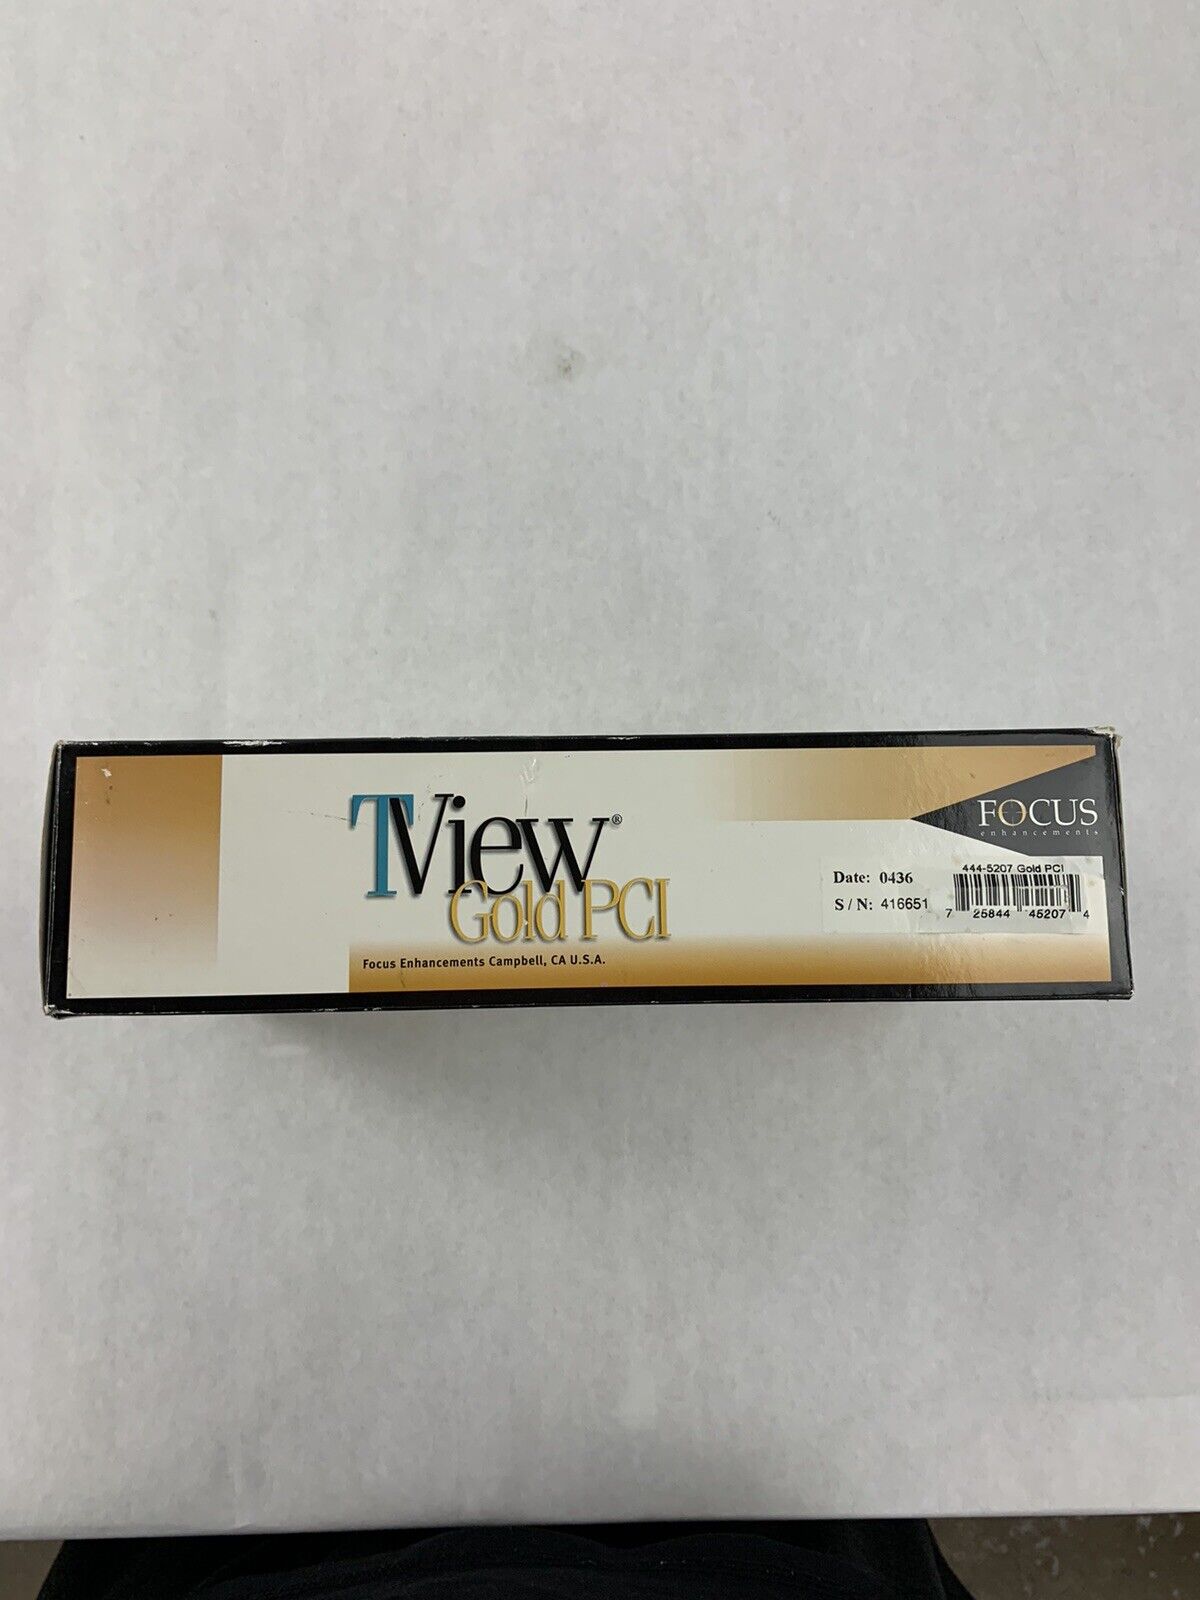 TView®
Gold PCI
Focus Enhancements Campbell, CA U.S.A.
FOCUS
enhancements
444-5207 Gold PCI
Date: 0436
S / N: 416651
7 25844 45207 4